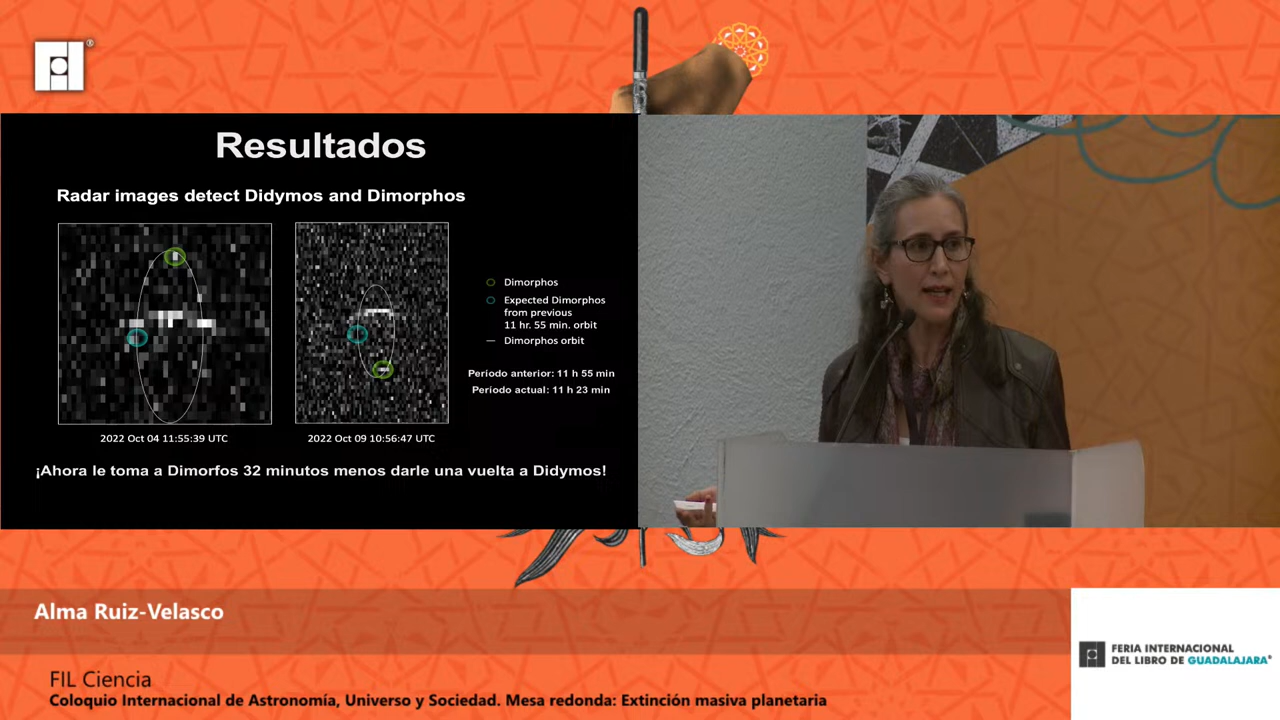 Resultados
Radar images detect Didymos and Dimorphos
Dimorphos
Expected Dimorphos
from previous
11 hr. 55 min. orbit
Dimorphos orbit
Período anterior: 11 h 55 min
Período actual: 11 h 23 min
2022 Oct 04 11:55:39 UTC
2022 Oct 09 10:56:47 UTC
¡Ahora le toma a Dimorfos 32 minutos menos darle una vuelta a Didymos!
Alma Ruiz-Velasco
FIL Ciencia
Coloquio Internacional de Astronomía, Universo y Sociedad. Mesa redonda: Extinción masiva planetaria
FERIA INTERNACIONAL
DEL LIBRO DE GUADALAJARA®